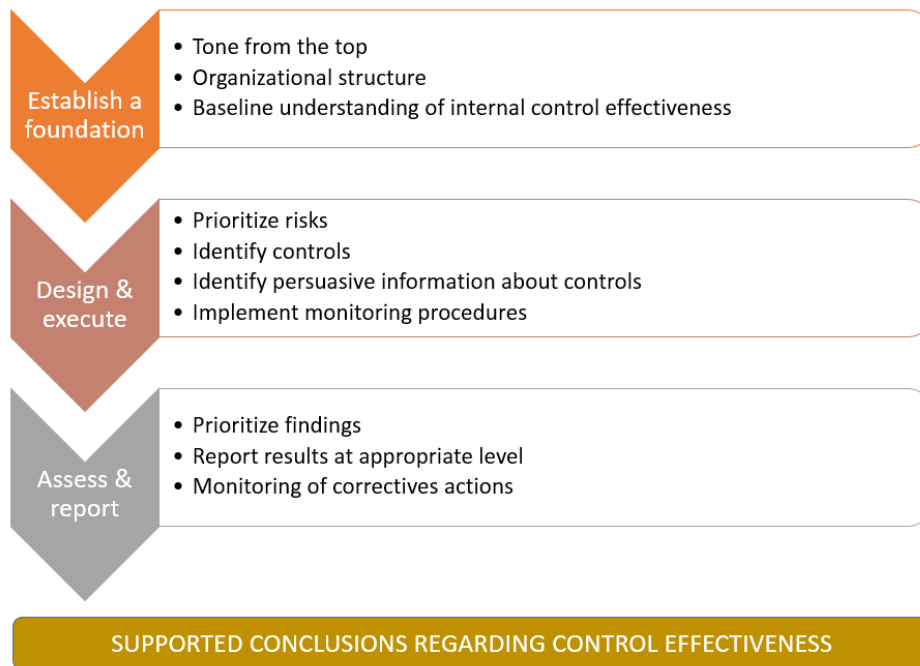 Establish a
foundation
• Tone from the top
• Organizational structure
• Baseline understanding of internal control effectiveness
Design &
execute
• Prioritize risks
• Identify controls
• Identify persuasive information about controls
• Implement monitoring procedures
Assess &
report
• Prioritize findings
• Report results at appropriate level
• Monitoring of correctives actions
SUPPORTED CONCLUSIONS REGARDING CONTROL EFFECTIVENESS